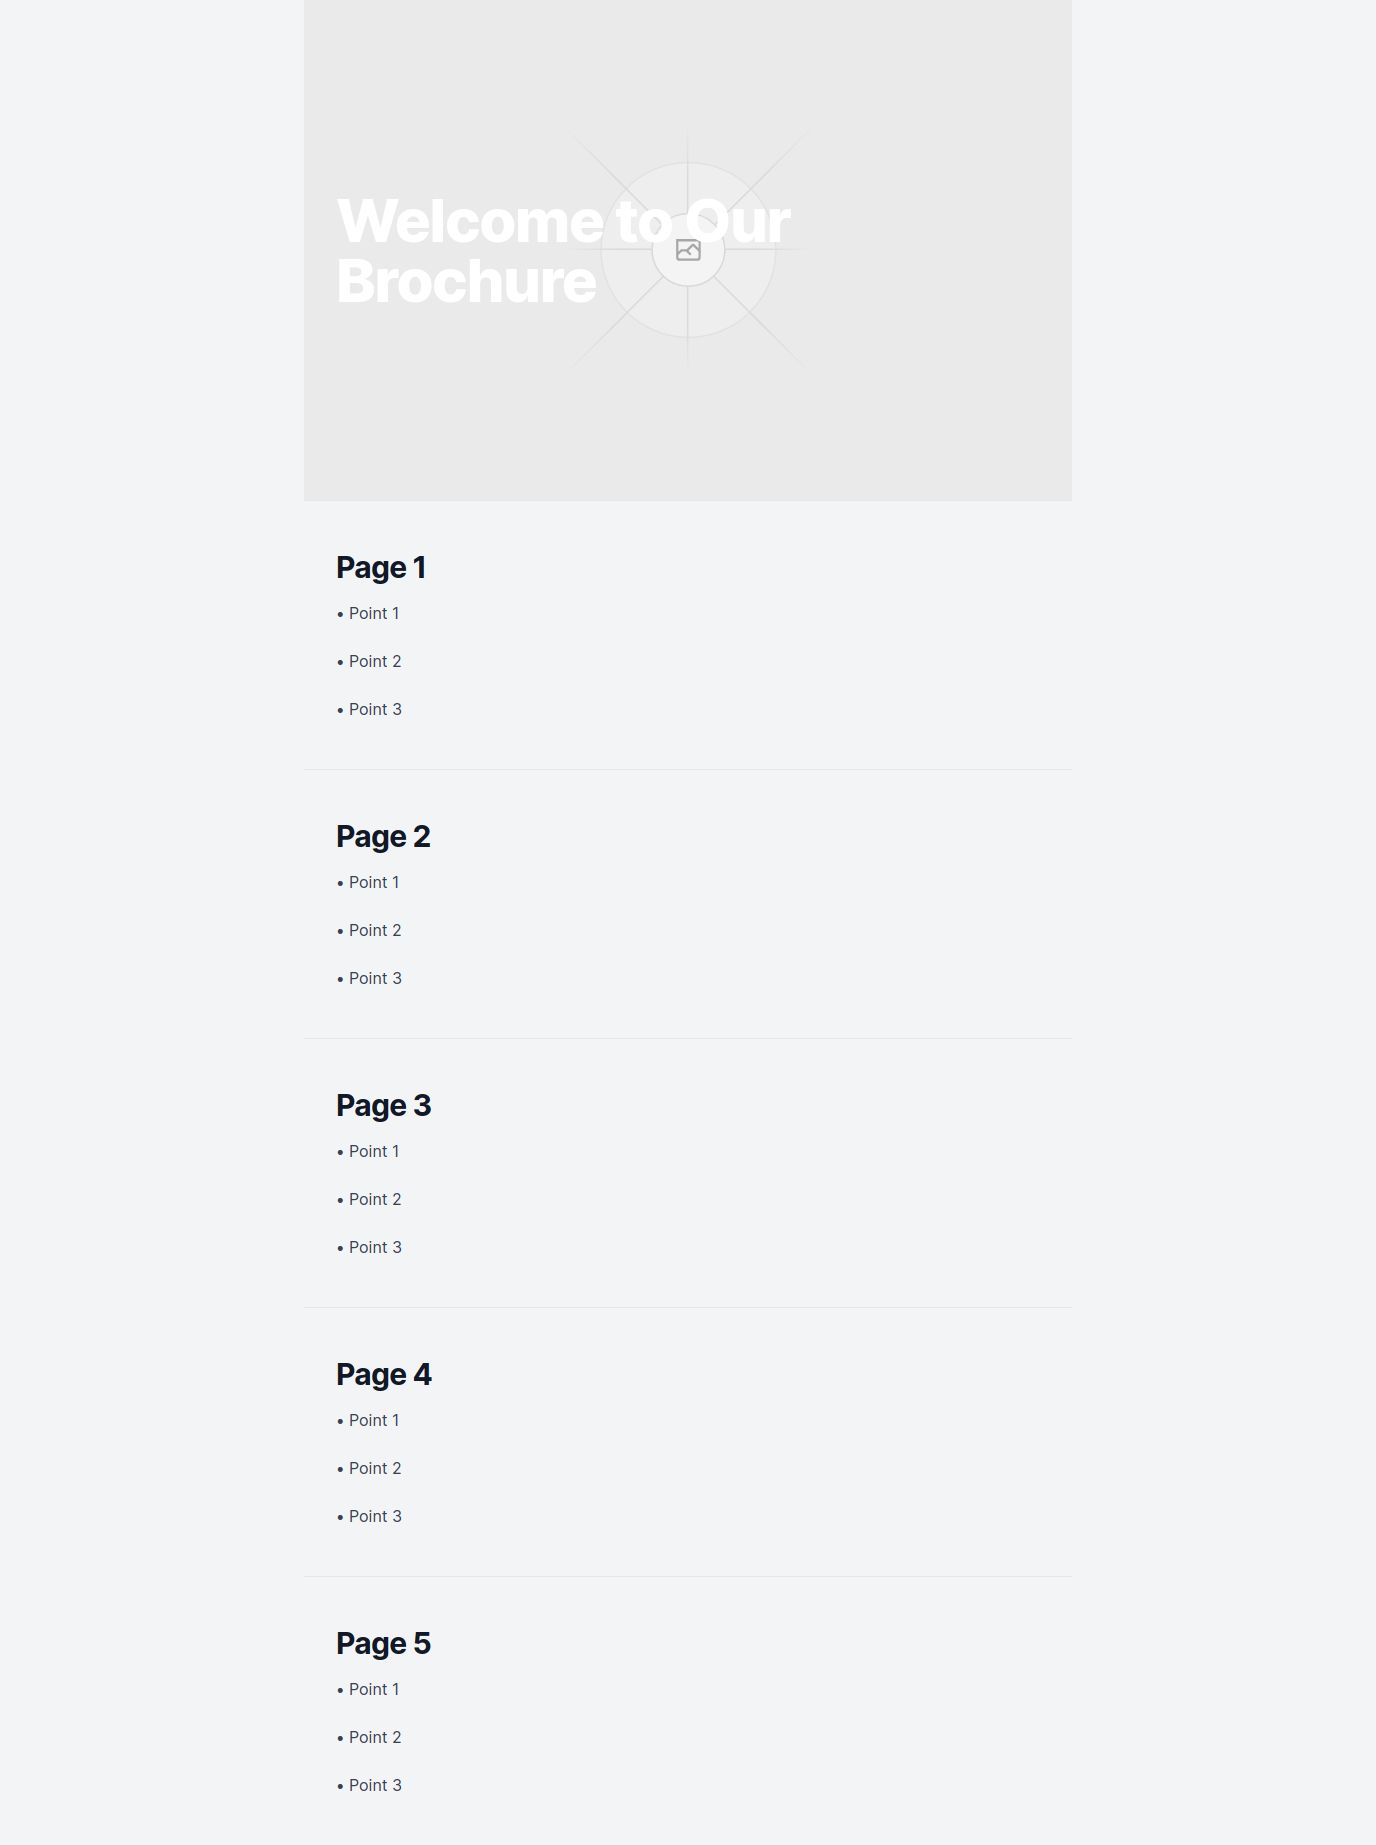 Welcome to Our
Brochure
Page 1
• Point 1
• Point 2
• Point 3
Page 2
• Point 1
• Point 2
• Point 3
Page 3
• Point 1
• Point 2
• Point 3
Page 4
• Point 1
• Point 2
• Point 3
Page 5
• Point 1
• Point 2
• Point 3